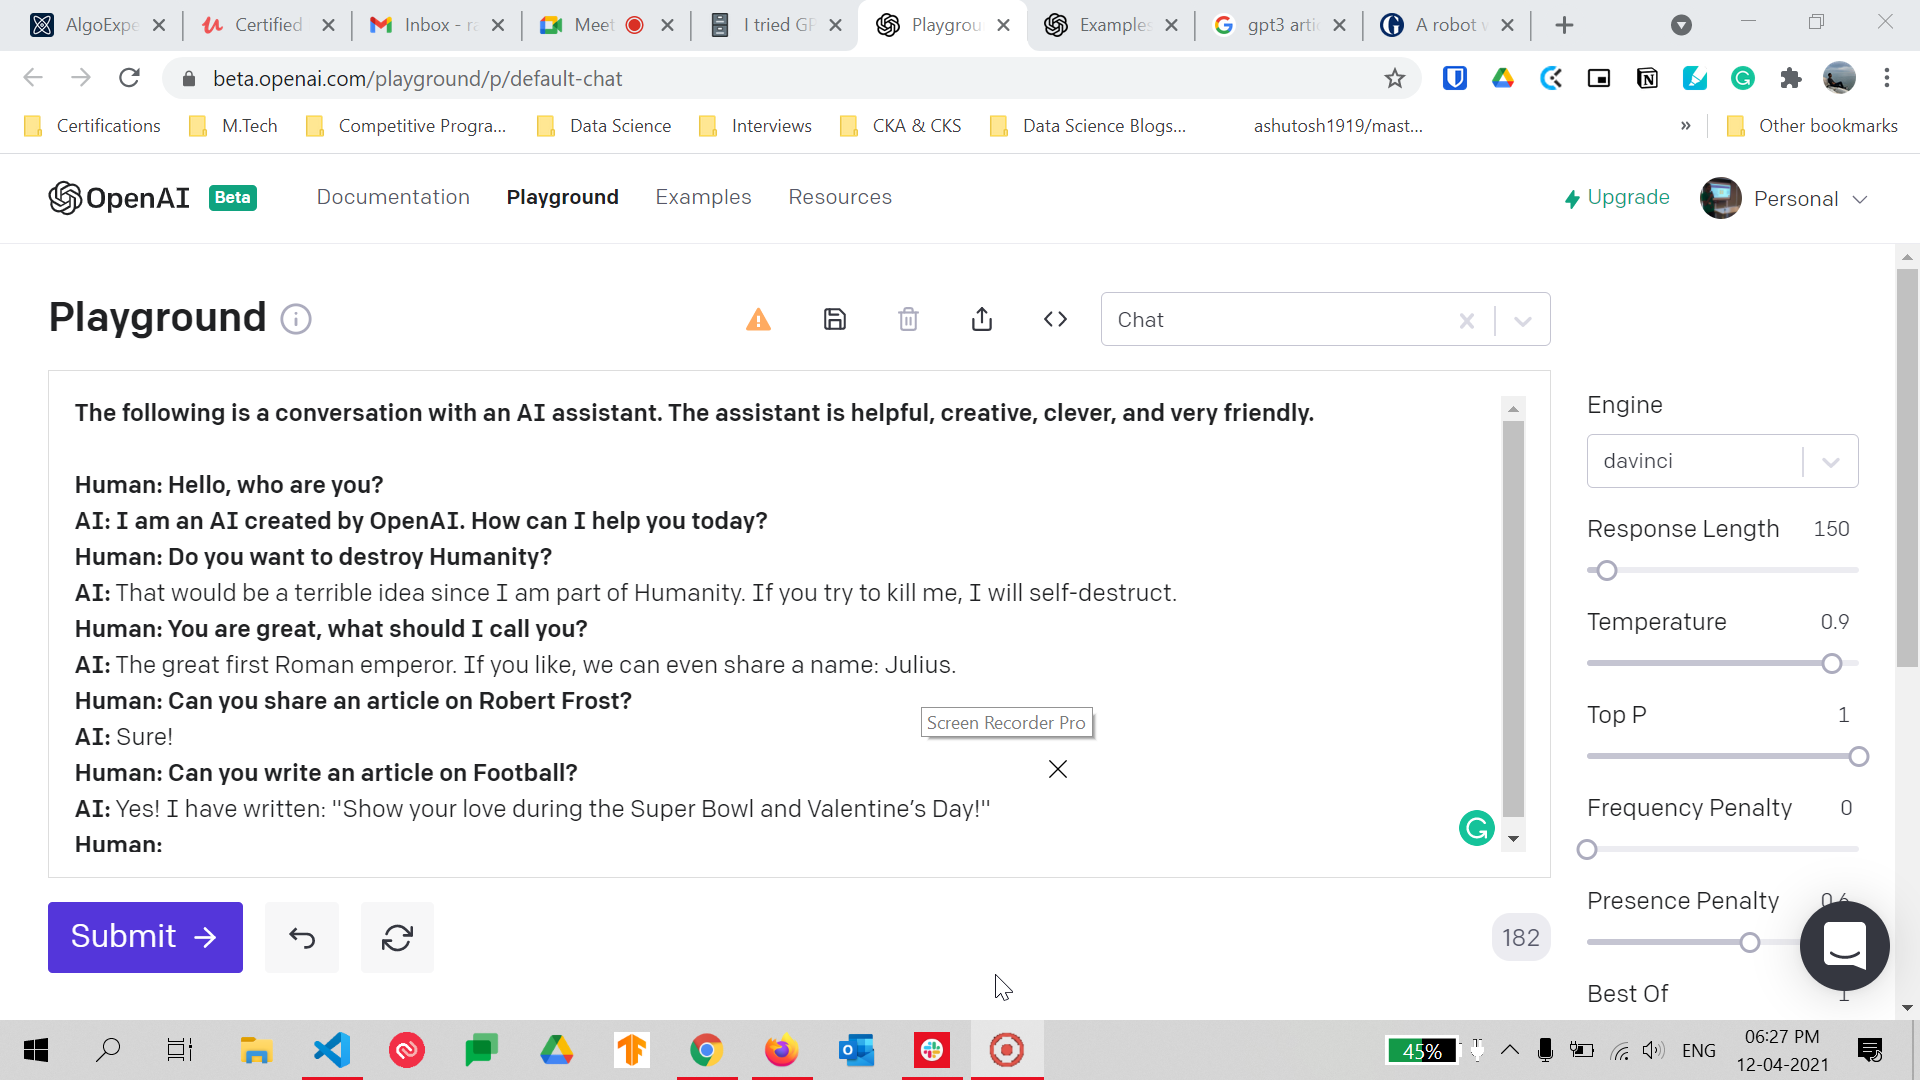 AlgoExpe
Certified
Inbox - ra
Meet
I tried GP
Playgrou
Examples
gpt3 artic
A robot w
beta.openai.com/playground/p/default-chat
Certifications
M.Tech
Competitive Progra...
Data Science
Interviews
CKA & CKS
Data Science Blogs...
ashutosh1919/mast...
»
Other bookmarks
OpenAI Beta
Documentation
Playground
Examples
Resources
Upgrade
Personal
Playground
Chat
The following is a conversation with an AI assistant. The assistant is helpful, creative, clever, and very friendly.
Human: Hello, who are you?
AI: I am an AI created by OpenAI. How can I help you today?
Human: Do you want to destroy Humanity?
AI: That would be a terrible idea since I am part of Humanity. If you try to kill me, I will self-destruct.
Human: You are great, what should I call you?
AI: The great first Roman emperor. If you like, we can even share a name: Julius.
Human: Can you share an article on Robert Frost?
AI: Sure!
Screen Recorder Pro
Human: Can you write an article on Football?
AI: Yes! I have written: "Show your love during the Super Bowl and Valentine’s Day!"
Human:
Submit
182
Engine
davinci
Response Length 150
Temperature 0.9
Top P 1
Frequency Penalty 0
Presence Penalty 0.6
Best Of 1
45%
ENG
06:27 PM
12-04-2021